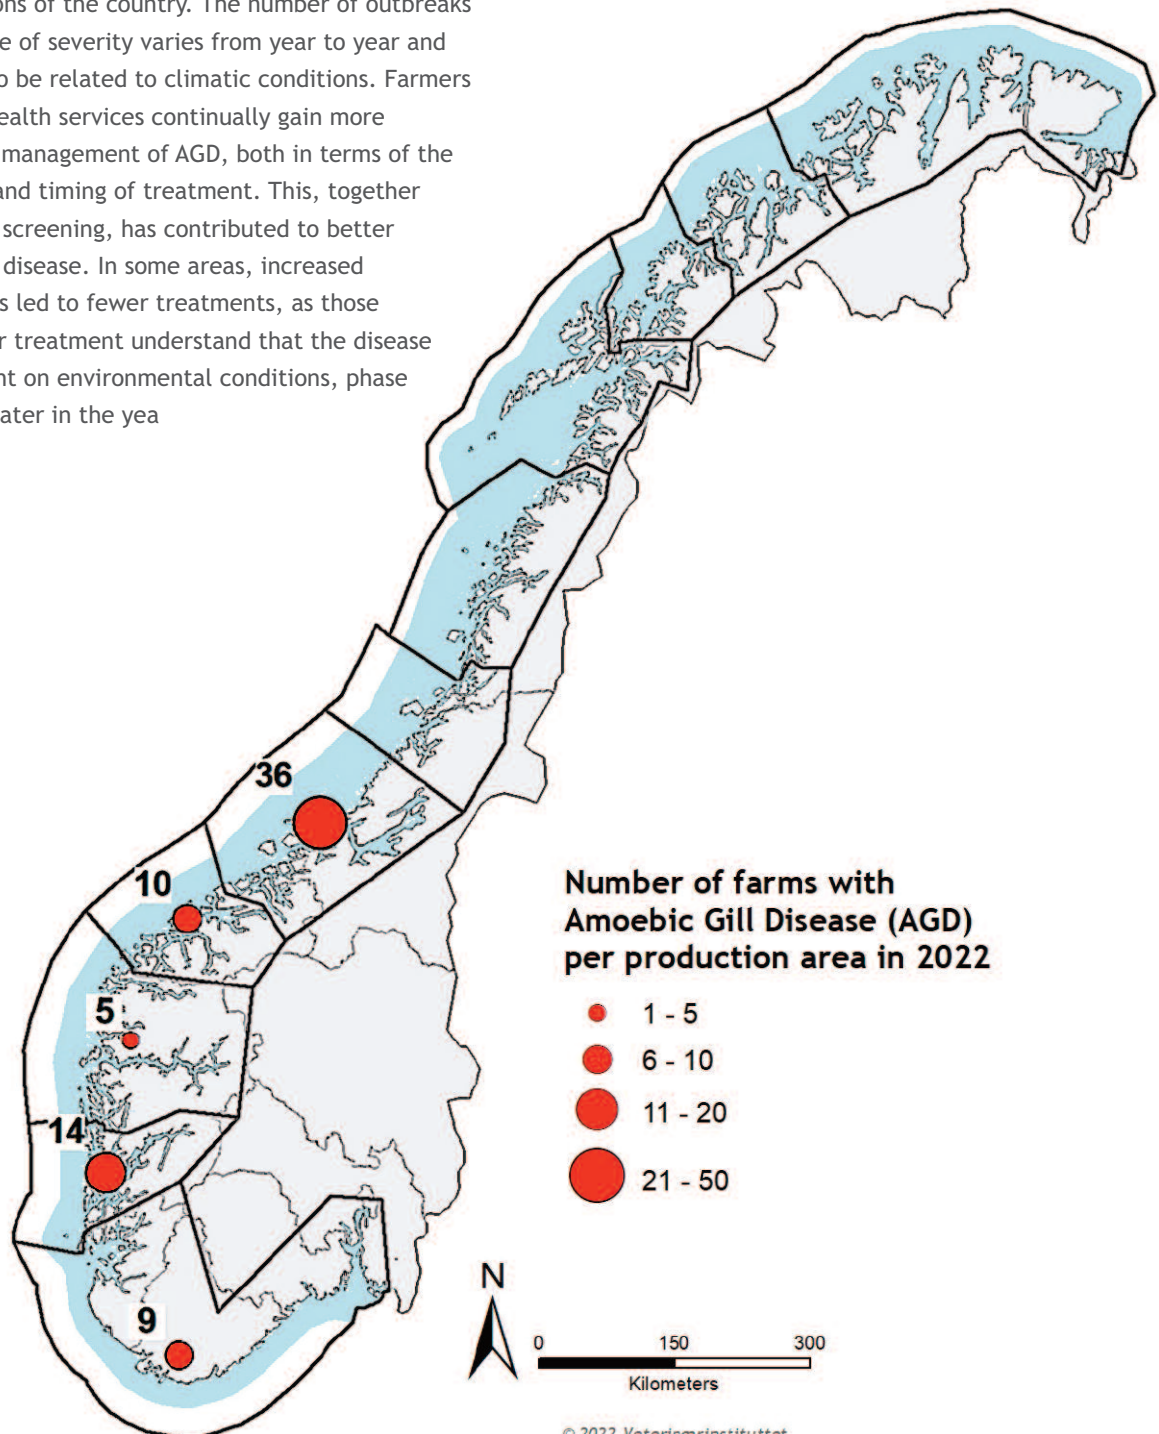 ons of the country. The number of outbreaks
e of severity varies from year to year and
o be related to climatic conditions. Farmers
ealth services continually gain more
management of AGD, both in terms of the
and timing of treatment. This, together
screening, has contributed to better
disease. In some areas, increased
s led to fewer treatments, as those
r treatment understand that the disease
nt on environmental conditions, phase
ater in the yea
36
10
5
14
9
Number of farms with
Amoebic Gill Disease (AGD)
per production area in 2022
1 - 5
6 - 10
11 - 20
21 - 50
N
0 150 300
Kilometers
© 2022 Veterinærinstituttet